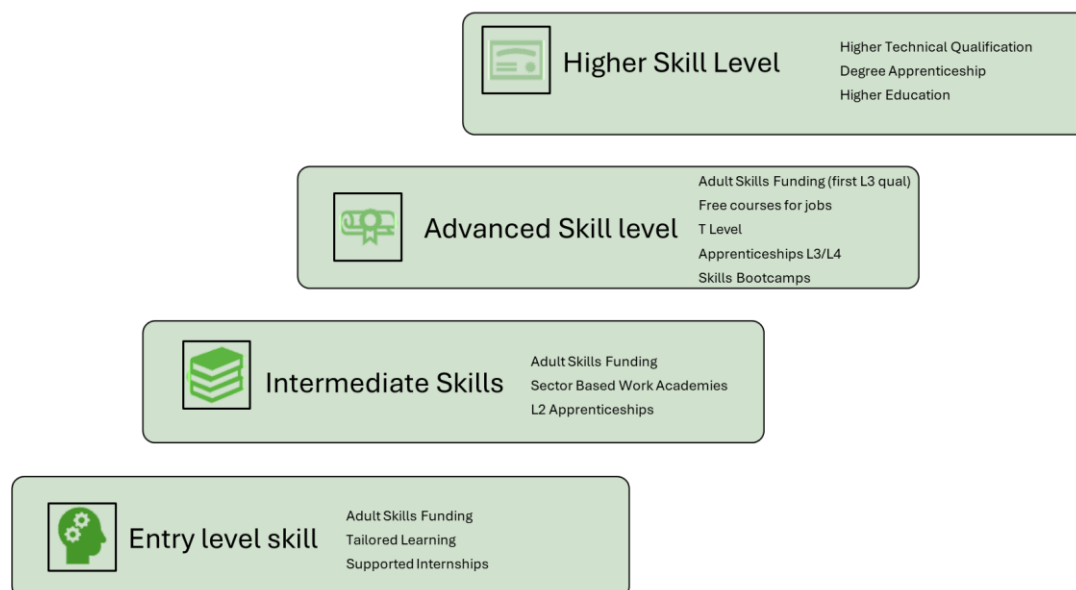 Higher Skill Level
Higher Technical Qualification
Degree Apprenticeship
Higher Education
Advanced Skill level
Adult Skills Funding (first L3 qual)
Free courses for jobs
T Level
Apprenticeships L3/L4
Skills Bootcamps
Intermediate Skills
Adult Skills Funding
Sector Based Work Academies
L2 Apprenticeships
Entry level skill
Adult Skills Funding
Tailored Learning
Supported Internships